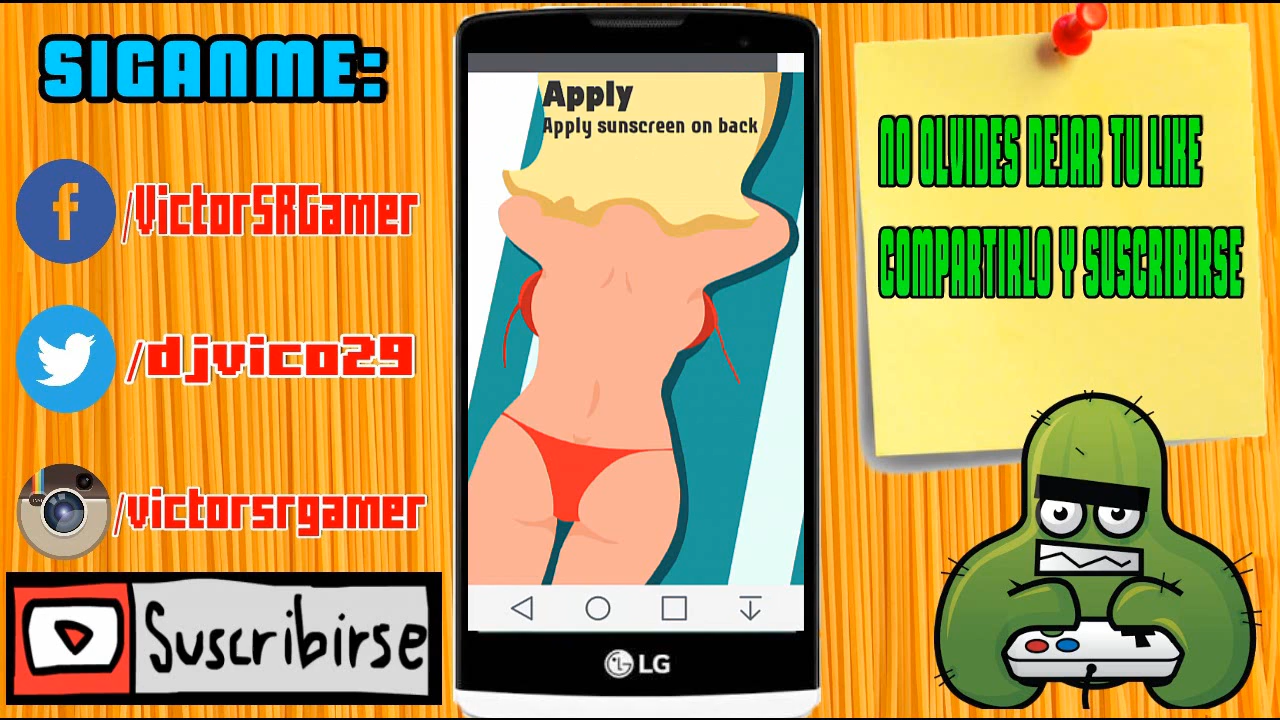 SIGANME:
/VictorSRGamer
/djvico29
/victorsrgamer
Suscribirse
Apply
Apply sunscreen on back
LG
NO OLVIDES DEJAR TU LIKE
COMPARTIRLO Y SUSCRIBIRSE